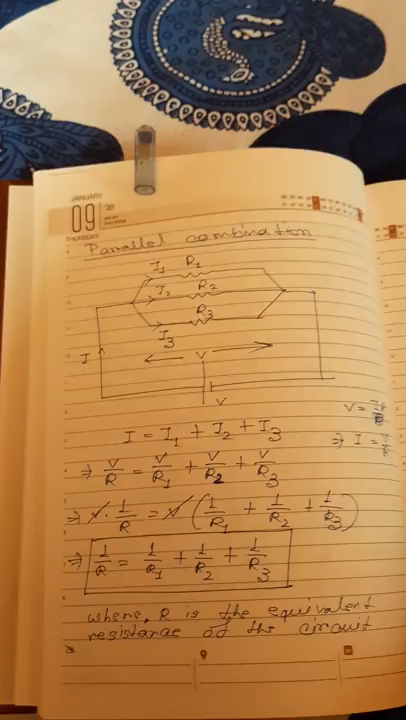 JANUARY
09
THURSDAY
Parallel combination
I₁ R₁
I₂ R₂
R₃
I₃
I
V
V
V =
I = I₁ + I₂ + I₃
⇒ I =
⇒ V/R = V/R₁ + V/R₂ + V/R₃
⇒ V · 1/R = V (1/R₁ + 1/R₂ + 1/R₃)
⇒ 1/R = 1/R₁ + 1/R₂ + 1/R₃
where, R is the equivalent
resistance of the circuit